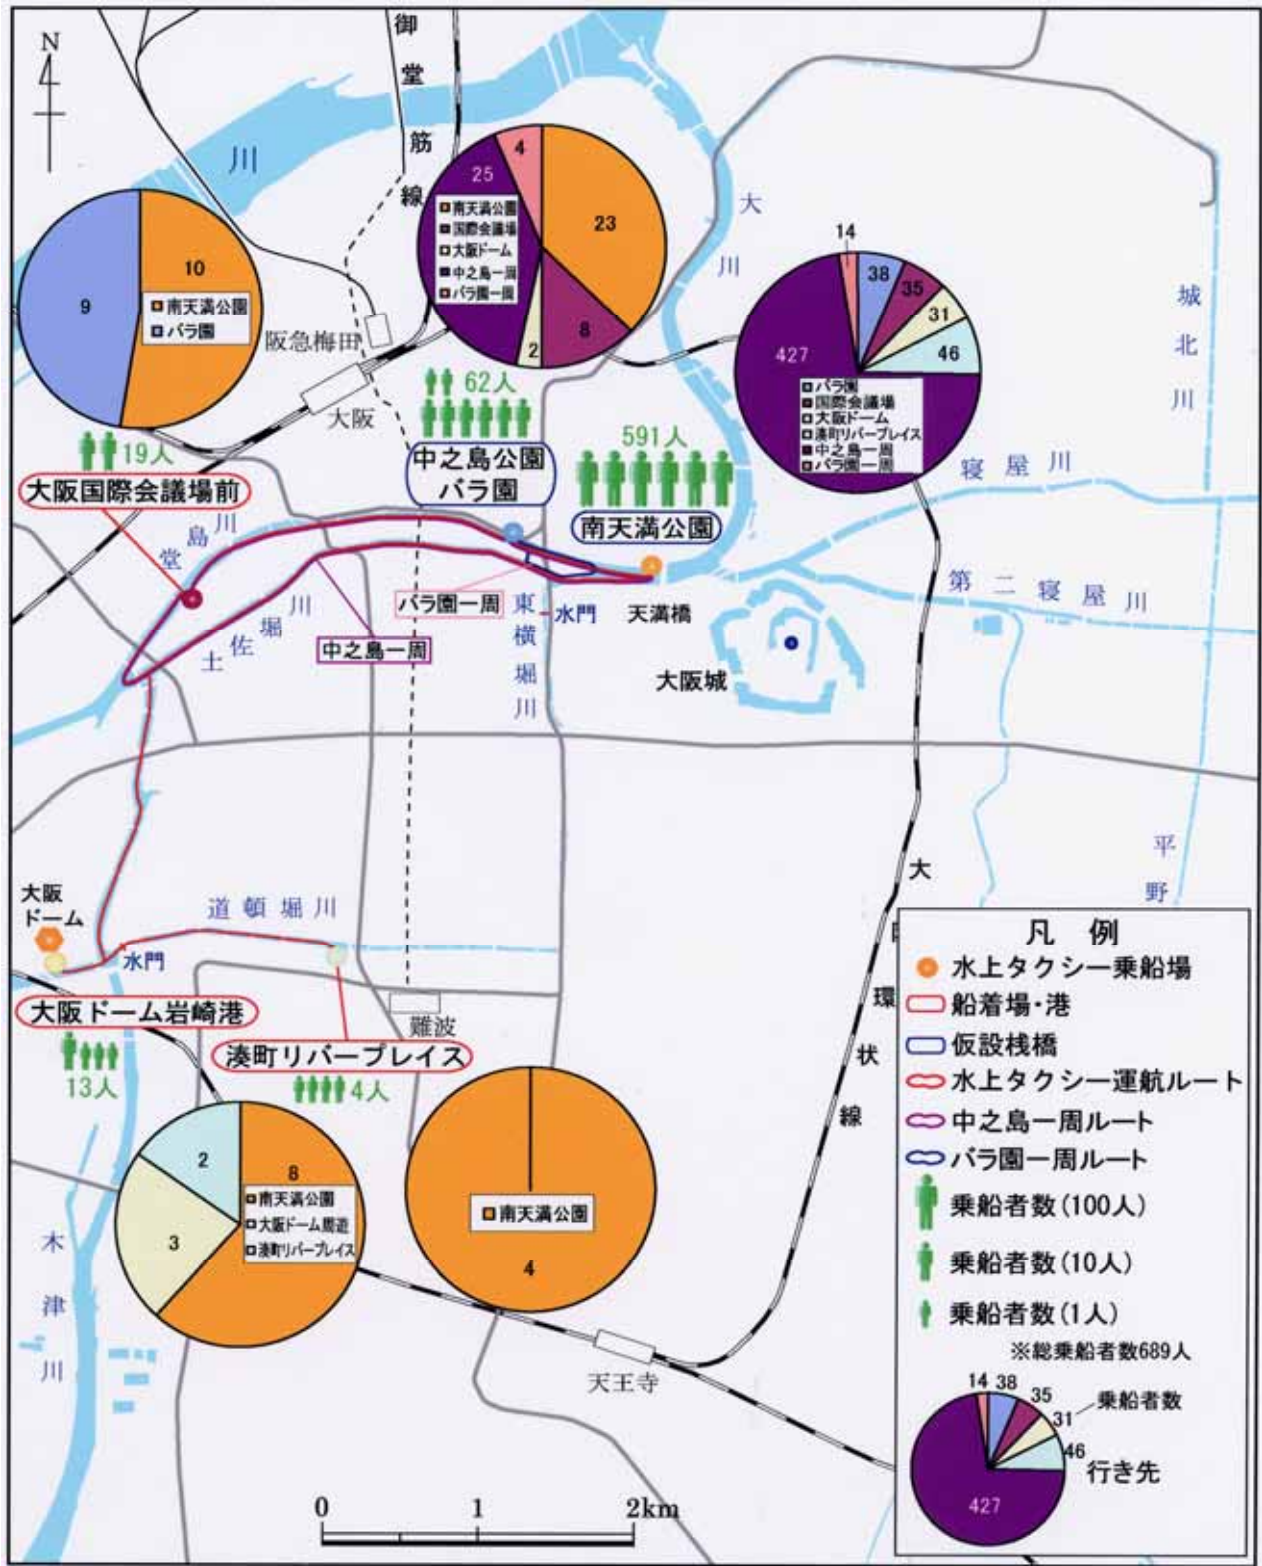 N
御堂筋線
川
大川
城北川
10
9
南天満公園
バラ園
4
25
23
8
2
南天満公園
国際会議場
大阪ドーム
中之島一周
バラ園一周
14
38
35
31
46
427
バラ園
国際会議場
大阪ドーム
湊町リバープレイス
中之島一周
バラ園一周
阪急梅田
大阪
62人
591人
19人
中之島公園
バラ園
大阪国際会議場前
南天満公園
寝屋川
堂島川
土佐堀川
バラ園一周
中之島一周
東横堀川
水門
天満橋
第二寝屋川
大阪城
平野
大阪
ドーム
道頓堀川
水門
大阪ドーム岩崎港
13人
湊町リバープレイス
4人
難波
大
環状線
8
2
3
南天満公園
大阪ドーム周遊
湊町リバープレイス
南天満公園
4
木津川
天王寺
0 1 2km
凡例
水上タクシー乗船場
船着場・港
仮設桟橋
水上タクシー運航ルート
中之島一周ルート
バラ園一周ルート
乗船者数(100人)
乗船者数(10人)
乗船者数(1人)
※総乗船者数689人
14
38
35
31
46
427
乗船者数
行き先